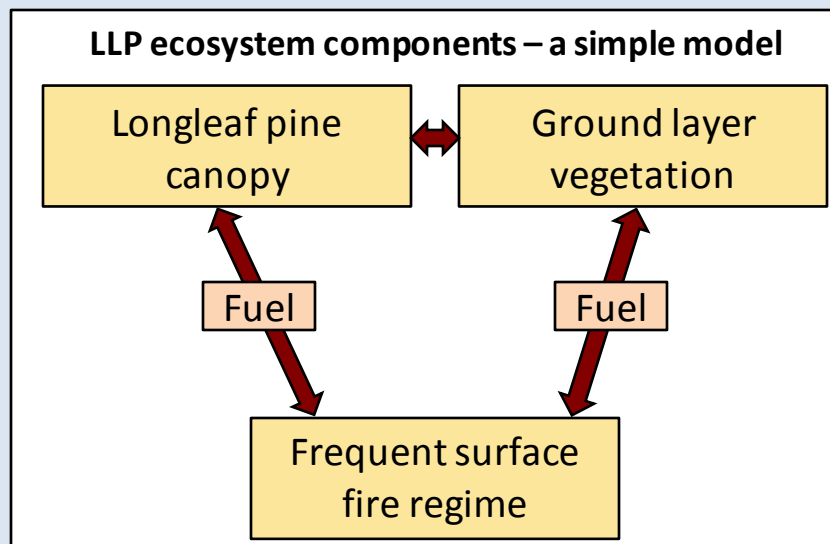 LLP ecosystem components – a simple model
Longleaf pine
canopy
Ground layer
vegetation
Fuel
Fuel
Frequent surface
fire regime